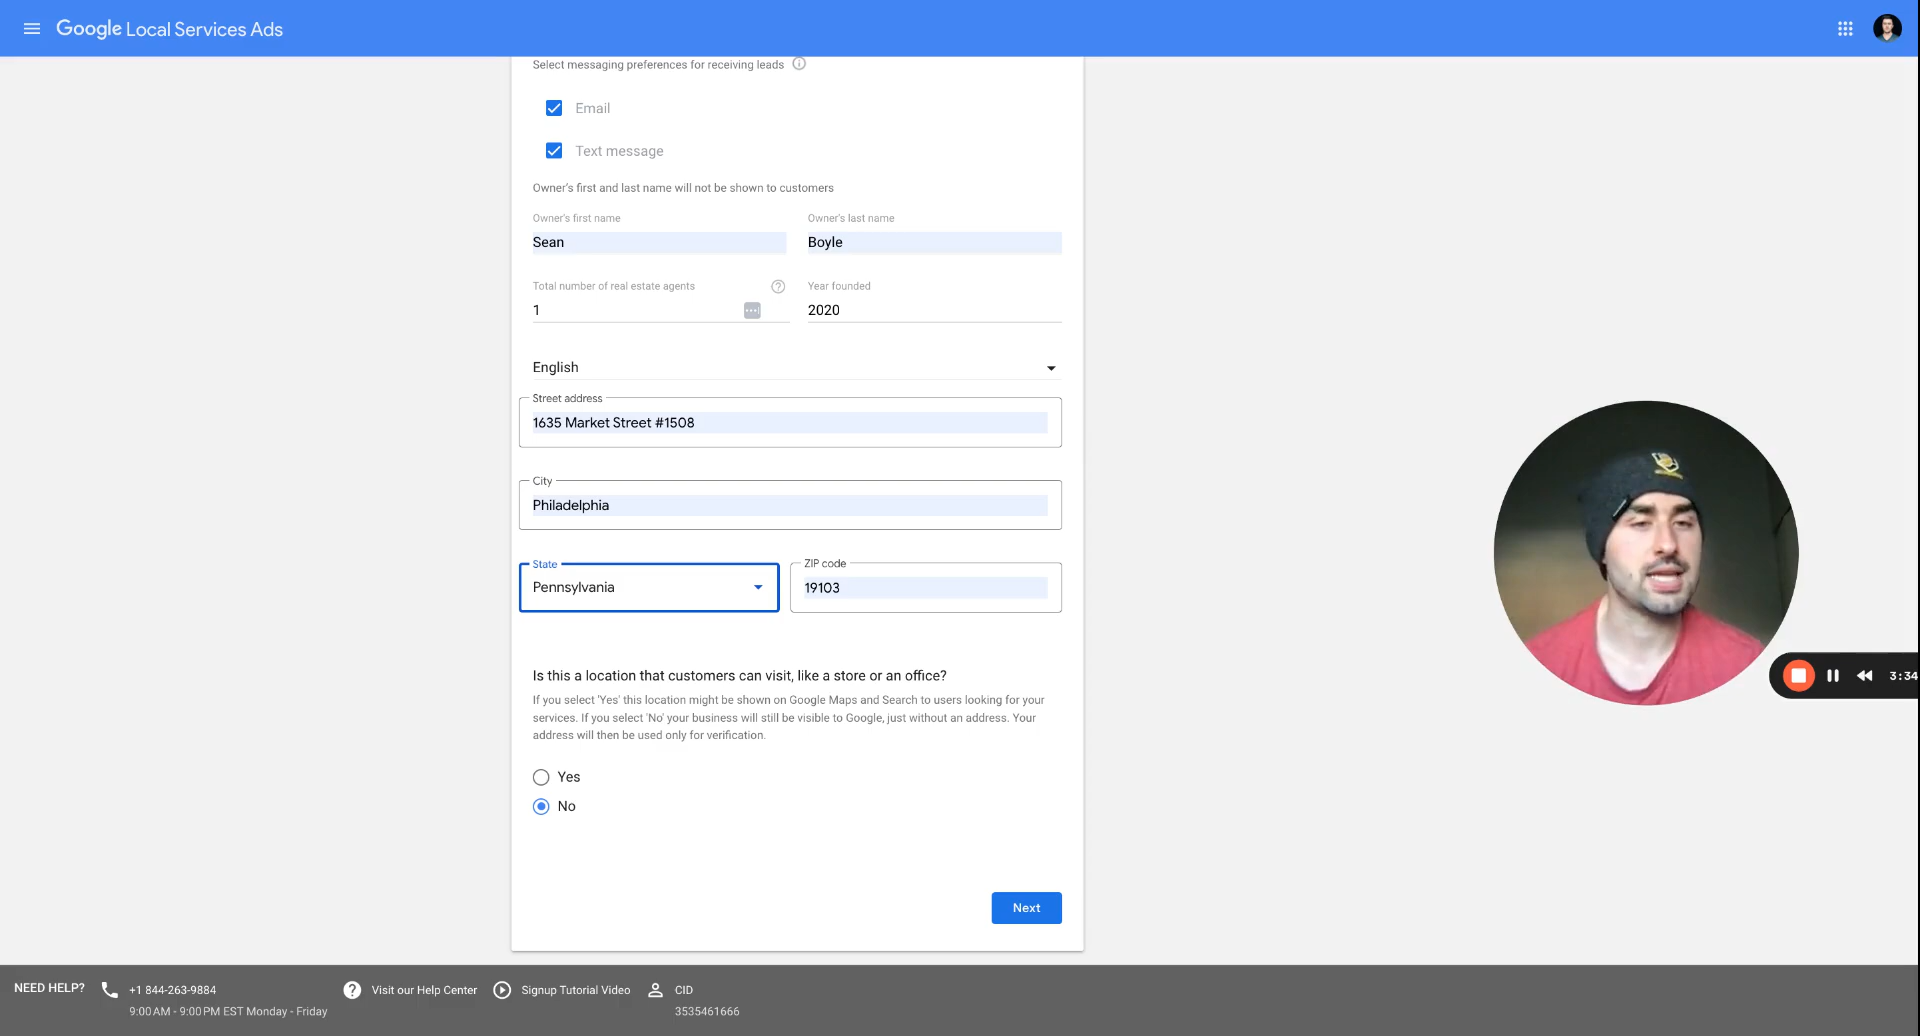 Google Local Services Ads
Select messaging preferences for receiving leads
Email
Text message
Owner's first and last name will not be shown to customers
Owner's first name
Owner's last name
Sean
Boyle
Total number of real estate agents
Year founded
1
2020
English
Street address
1635 Market Street #1508
City
Philadelphia
State
ZIP code
Pennsylvania
19103
Is this a location that customers can visit, like a store or an office?
If you select 'Yes' this location might be shown on Google Maps and Search to users looking for your
services. If you select 'No' your business will still be visible to Google, just without an address. Your
address will then be used only for verification.
Yes
No
3:34
Next
NEED HELP?
+1 844-263-9884
9:00 AM - 9:00 PM EST Monday - Friday
Visit our Help Center
Signup Tutorial Video
CID
3535461666